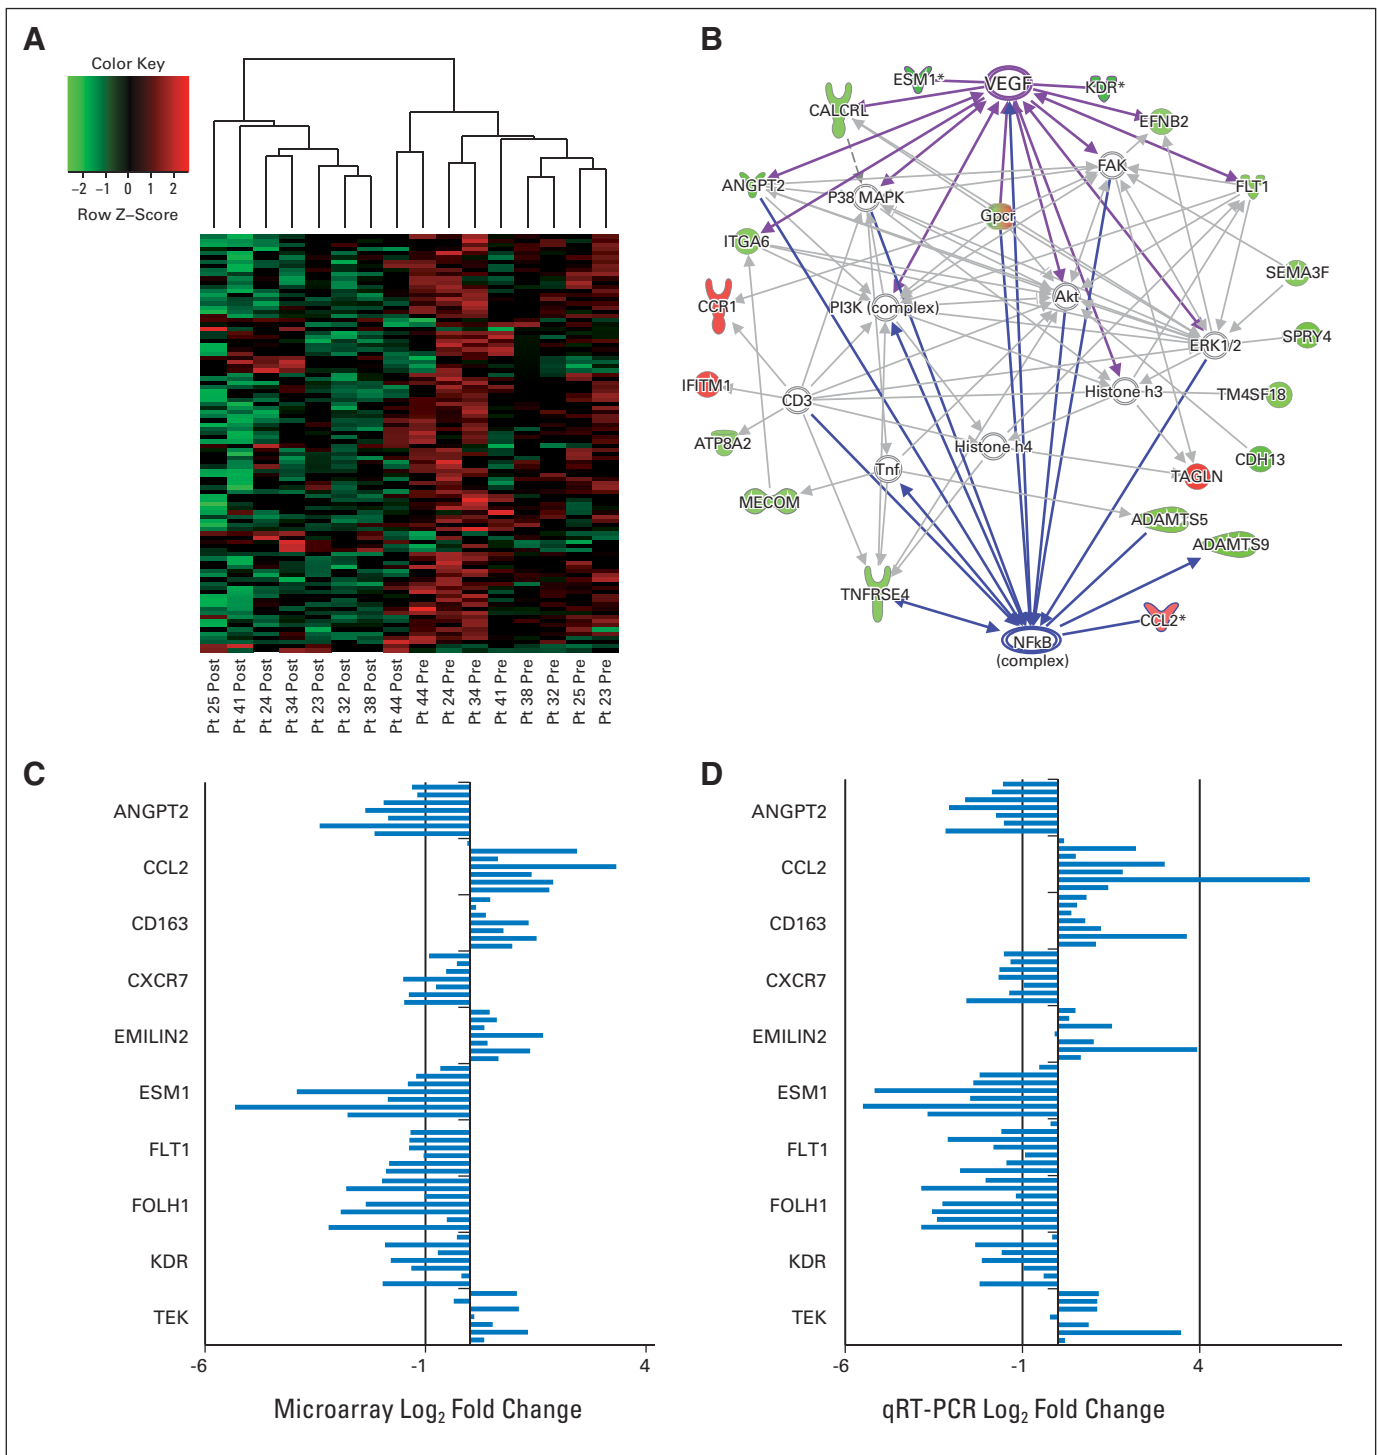 A
Color Key
−2 −1 0 1 2
Row Z–Score
Pt 25 Post
Pt 41 Post
Pt 24 Post
Pt 34 Post
Pt 23 Post
Pt 32 Post
Pt 38 Post
Pt 44 Post
Pt 44 Pre
Pt 24 Pre
Pt 34 Pre
Pt 41 Pre
Pt 38 Pre
Pt 32 Pre
Pt 25 Pre
Pt 23 Pre
B
ESM1*
VEGF
KDR*
CALCRL
EFNB2
FAK
ANGPT2
P38 MAPK
FLT1
Gpcr
ITGA6
SEMA3F
CCR1
PI3K (complex)
Akt
ERK1/2
SPRY4
IFITM1
CD3
Histone h3
TM4SF18
ATP8A2
Histone h4
CDH13
Tnf
TAGLN
MECOM
ADAMTS5
ADAMTS9
TNFRSE4
CCL2*
NFkB
(complex)
C
ANGPT2
CCL2
CD163
CXCR7
EMILIN2
ESM1
FLT1
FOLH1
KDR
TEK
-6 -1 4
Microarray Log2 Fold Change
D
ANGPT2
CCL2
CD163
CXCR7
EMILIN2
ESM1
FLT1
FOLH1
KDR
TEK
-6 -1 4
qRT-PCR Log2 Fold Change